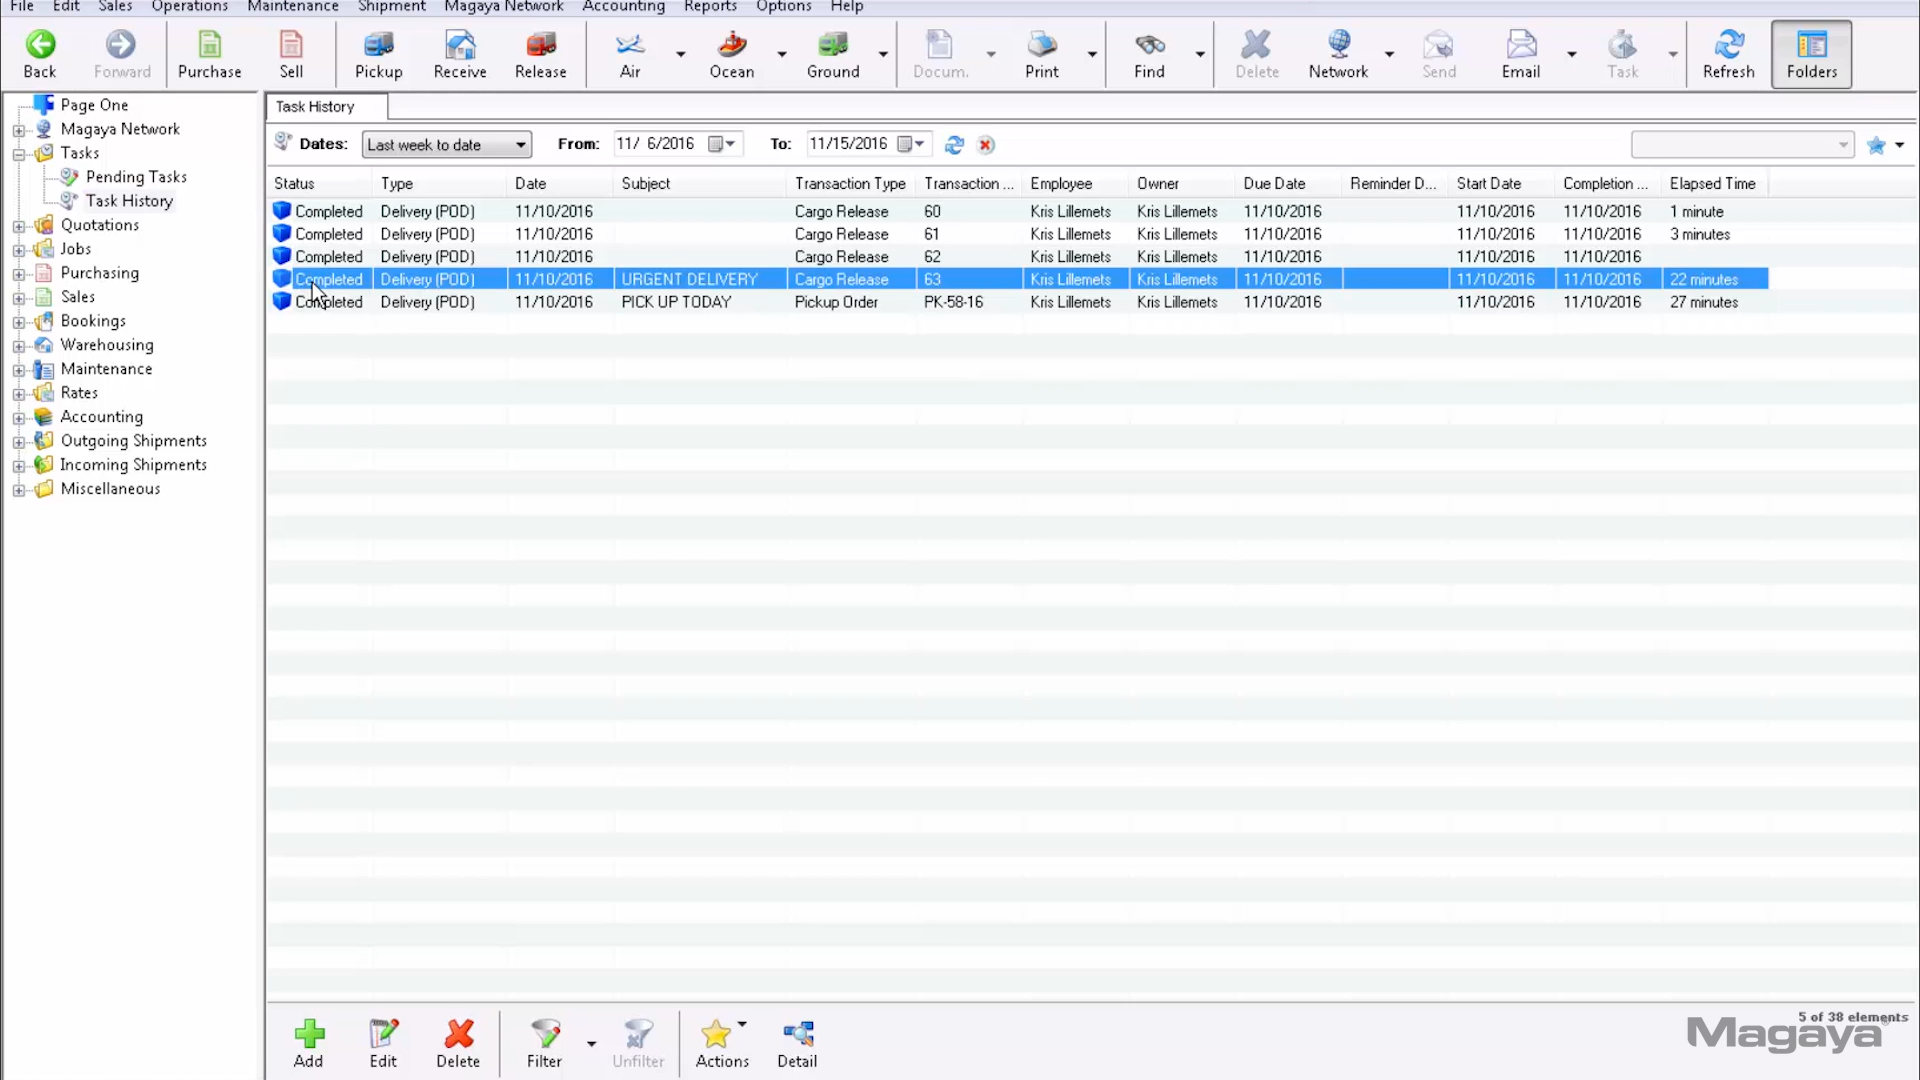 File Edit Sales Operations Maintenance Shipment Magaya Network Accounting Reports Options Help
Back Forward Purchase Sell Pickup Receive Release Air Ocean Ground Docum. Print Find Delete Network Send Email Task Refresh Folders
Page One
Magaya Network
Tasks
Pending Tasks
Task History
Quotations
Jobs
Purchasing
Sales
Bookings
Warehousing
Maintenance
Rates
Accounting
Outgoing Shipments
Incoming Shipments
Miscellaneous
Task History
Dates: Last week to date From: 11/ 6/2016 To: 11/15/2016
Status Type Date Subject Transaction Type Transaction ... Employee Owner Due Date Reminder D... Start Date Completion ... Elapsed Time
Completed Delivery (POD) 11/10/2016 Cargo Release 60 Kris Lillemets Kris Lillemets 11/10/2016 11/10/2016 11/10/2016 1 minute
Completed Delivery (POD) 11/10/2016 Cargo Release 61 Kris Lillemets Kris Lillemets 11/10/2016 11/10/2016 11/10/2016 3 minutes
Completed Delivery (POD) 11/10/2016 Cargo Release 62 Kris Lillemets Kris Lillemets 11/10/2016 11/10/2016 11/10/2016
Completed Delivery (POD) 11/10/2016 URGENT DELIVERY Cargo Release 63 Kris Lillemets Kris Lillemets 11/10/2016 11/10/2016 11/10/2016 22 minutes
Completed Delivery (POD) 11/10/2016 PICK UP TODAY Pickup Order PK-58-16 Kris Lillemets Kris Lillemets 11/10/2016 11/10/2016 11/10/2016 27 minutes
5 of 38 elements
Magaya
Add Edit Delete Filter Unfilter Actions Detail